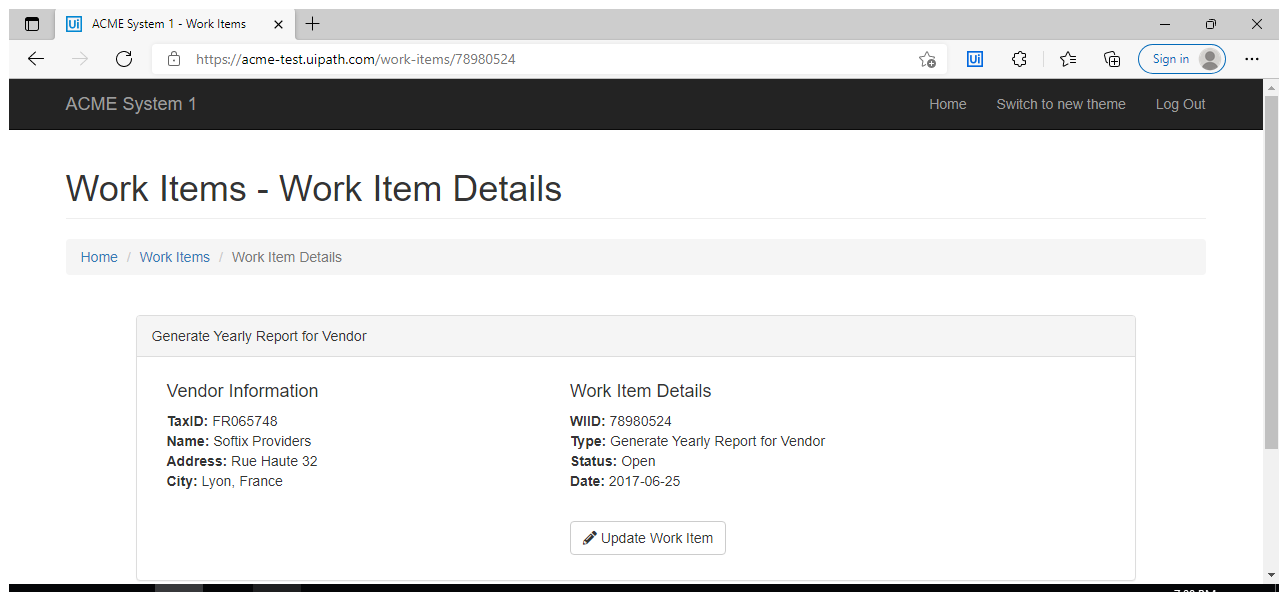 Ui ACME System 1 - Work Items
https://acme-test.uipath.com/work-items/78980524
Ui
Sign in
ACME System 1 Home Switch to new theme Log Out
Work Items - Work Item Details
Home / Work Items / Work Item Details
Generate Yearly Report for Vendor
Vendor Information
TaxID: FR065748
Name: Softix Providers
Address: Rue Haute 32
City: Lyon, France
Work Item Details
WIID: 78980524
Type: Generate Yearly Report for Vendor
Status: Open
Date: 2017-06-25
Update Work Item